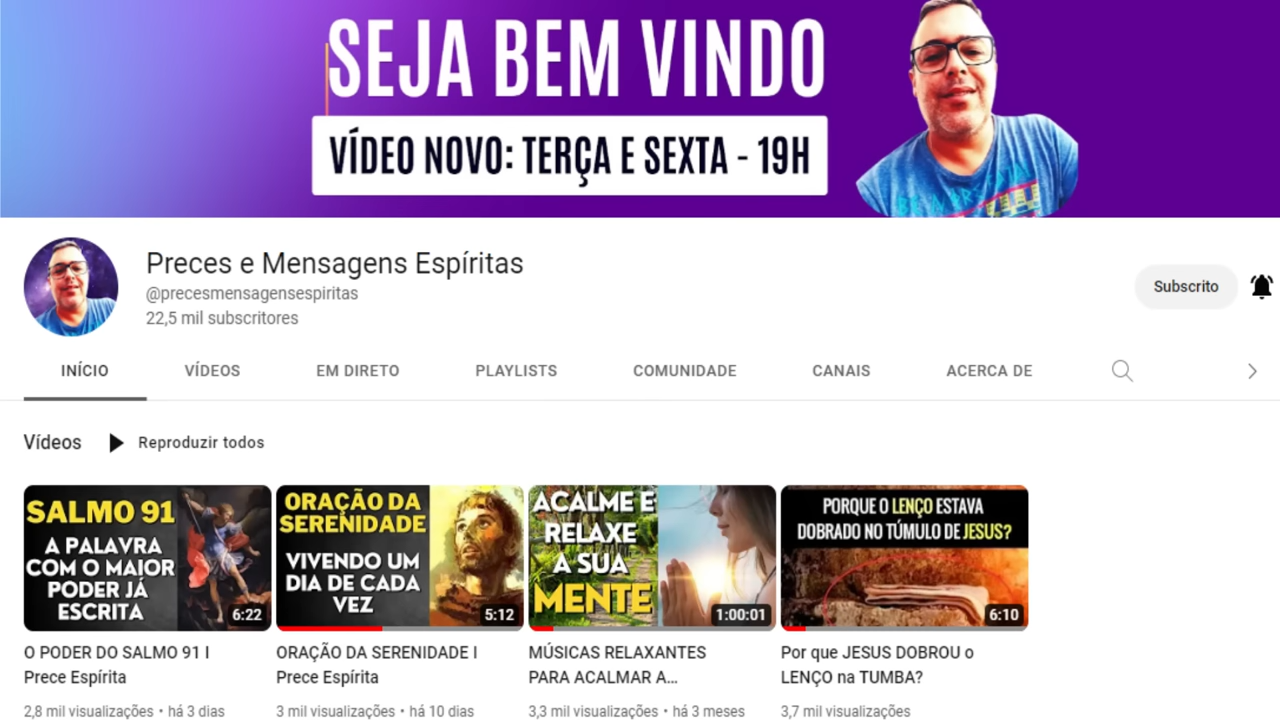 SEJA BEM VINDO
VÍDEO NOVO: TERÇA E SEXTA - 19H
Preces e Mensagens Espíritas
@precesmensagensespiritas
22,5 mil subscritores
Subscrito
INÍCIO VÍDEOS EM DIRETO PLAYLISTS COMUNIDADE CANAIS ACERCA DE
Vídeos Reproduzir todos
SALMO 91
A PALAVRA
COM O MAIOR
PODER JÁ
ESCRITA
6:22
ORAÇÃO DA
SERENIDADE
VIVENDO UM
DIA DE CADA
VEZ
5:12
ACALME E
RELAXE
A SUA
MENTE
1:00:01
PORQUE O LENÇO ESTAVA
DOBRADO NO TÚMULO DE JESUS?
6:10
O PODER DO SALMO 91 I
Prece Espírita
2,8 mil visualizações • há 3 dias
ORAÇÃO DA SERENIDADE I
Prece Espírita
3 mil visualizações • há 10 dias
MÚSICAS RELAXANTES
PARA ACALMAR A...
3,3 mil visualizações • há 3 meses
Por que JESUS DOBROU o
LENÇO na TUMBA?
3,7 mil visualizações